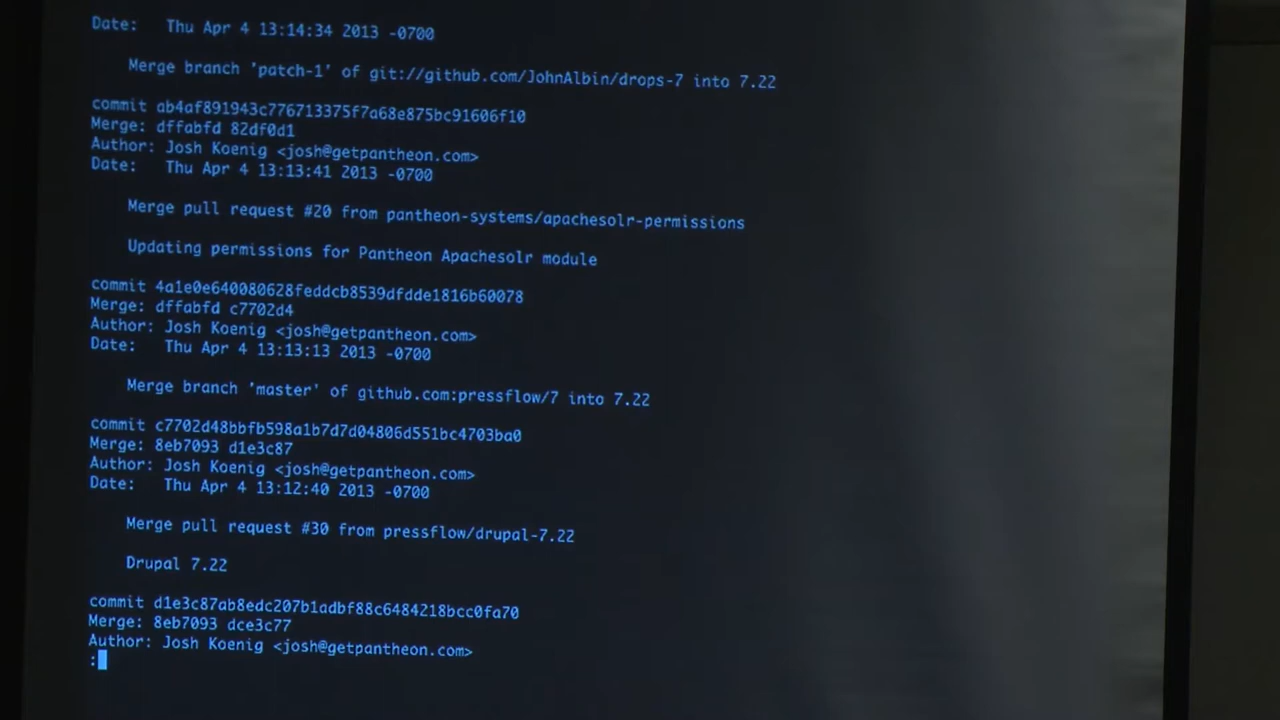 Date:   Thu Apr 4 13:14:34 2013 -0700
Merge branch 'patch-1' of git://github.com/JohnAlbin/drops-7 into 7.22
commit ab4af891943c776713375f7a68e875bc91606f10
Merge: dffabfd 82df0d1
Author: Josh Koenig <josh@getpantheon.com>
Date:   Thu Apr 4 13:13:41 2013 -0700
Merge pull request #20 from pantheon-systems/apachesolr-permissions
Updating permissions for Pantheon Apachesolr module
commit 4a1e0e640080628feddcb8539dfdde1816b60078
Merge: dffabfd c7702d4
Author: Josh Koenig <josh@getpantheon.com>
Date:   Thu Apr 4 13:13:13 2013 -0700
Merge branch 'master' of github.com:pressflow/7 into 7.22
commit c7702d48bbfb598a1b7d7d04806d551bc4703ba0
Merge: 8eb7093 d1e3c87
Author: Josh Koenig <josh@getpantheon.com>
Date:   Thu Apr 4 13:12:40 2013 -0700
Merge pull request #30 from pressflow/drupal-7.22
Drupal 7.22
commit d1e3c87ab8edc207b1adbf88c6484218bcc0fa70
Merge: 8eb7093 dce3c77
Author: Josh Koenig <josh@getpantheon.com>
: